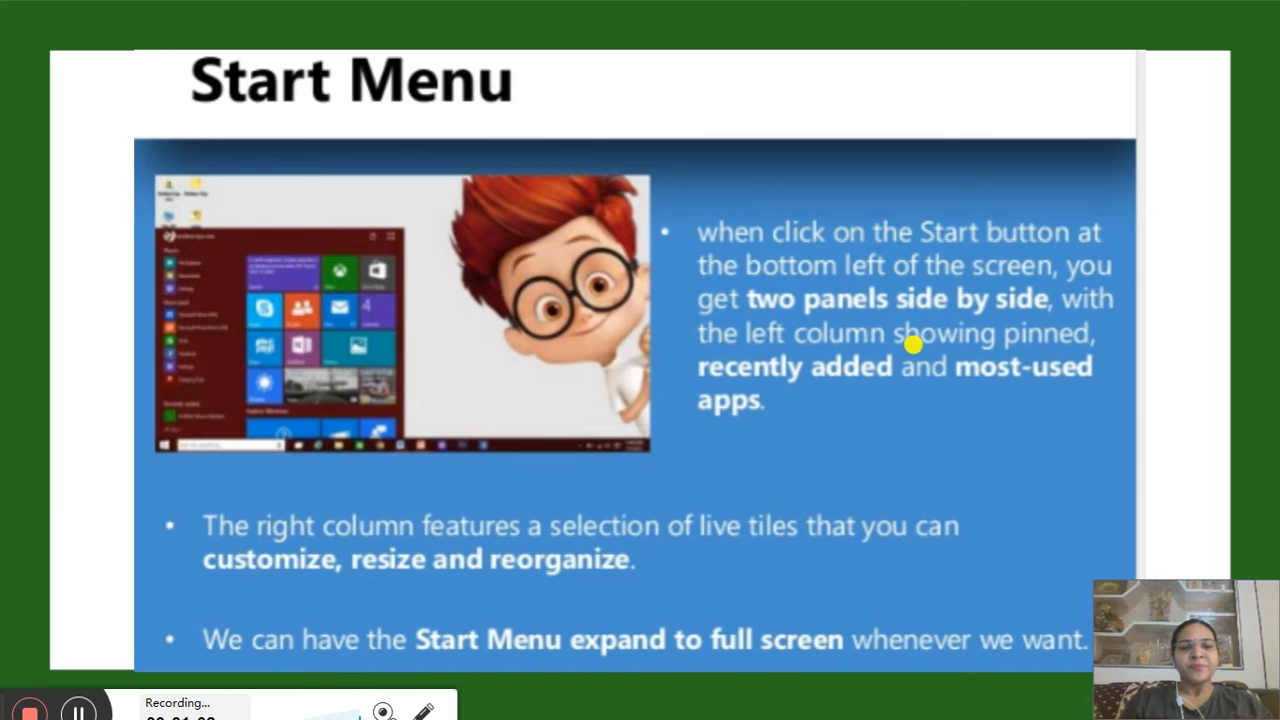 Start Menu
when click on the Start button at
the bottom left of the screen, you
get two panels side by side, with
the left column showing pinned,
recently added and most-used
apps.
The right column features a selection of live tiles that you can
customize, resize and reorganize.
We can have the Start Menu expand to full screen whenever we want.
Recording...